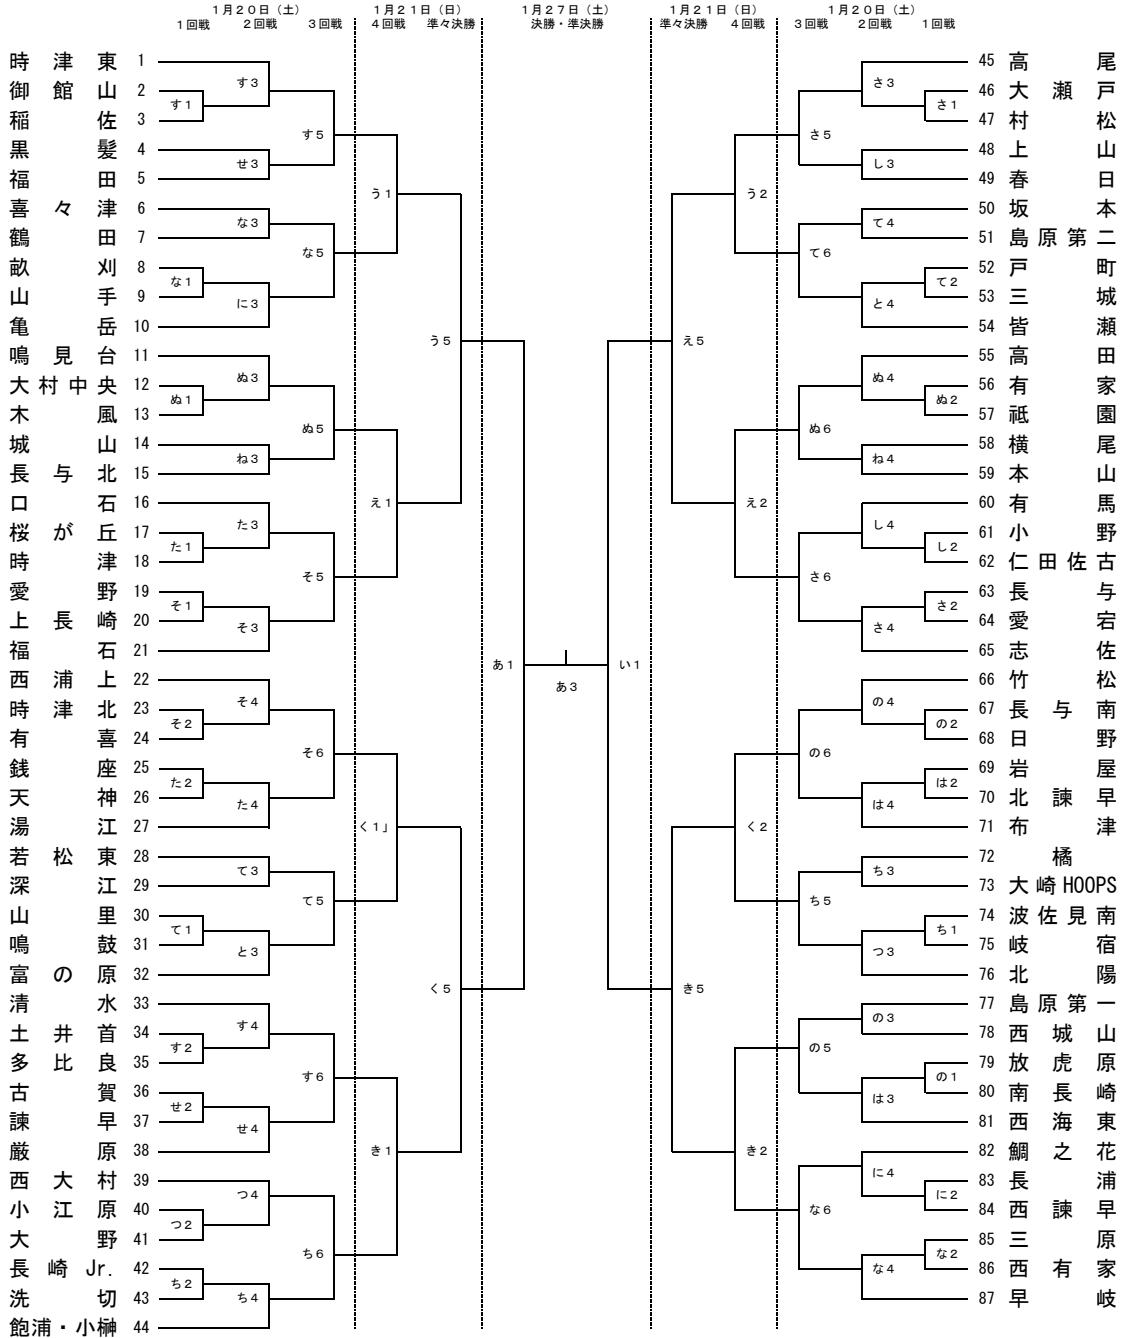 1月20日（土） 1月21日（日） 1月27日（土） 1月21日（日） 1月20日（土）
1回戦 2回戦 3回戦 4回戦 準々決勝 決勝・準決勝 準々決勝 4回戦 3回戦 2回戦 1回戦
時津東 1
御館山 2
稲佐 3
黒髪 4
福田 5
喜々津 6
鶴田 7
畝刈 8
山手 9
亀岳 10
鳴見台 11
大村中央 12
木風 13
城山 14
長与北 15
口石 16
桜が丘 17
時津 18
愛野 19
上長崎 20
福石 21
西浦上 22
時津北 23
有喜 24
銭座 25
天神 26
湯江 27
若松東 28
深江 29
山里 30
鳴鼓 31
富の原 32
清水 33
土井首 34
多比良 35
古賀 36
諫早 37
厳原 38
西大村 39
小江原 40
大野 41
長崎Jr. 42
洗切 43
飽浦・小榊 44
す1
な1
ぬ1
た1
そ1
そ2
た2
て1
す2
せ2
つ2
ち2
す3
せ3
な3
に3
ぬ3
ね3
た3
そ3
そ4
た4
て3
と3
す4
せ4
つ4
ち4
す5
な5
ぬ5
そ5
そ6
て5
す6
ち6
う1
え1
く1」
き1
う5
く5
あ1
あ3
い1
え5
き5
う2
え2
く2
き2
さ5
て6
ぬ6
さ6
の6
ち5
の5
な6
さ3
し3
て4
と4
ぬ4
ね4
し4
さ4
の4
は4
ち3
つ3
の3
は3
に4
な4
さ1
て2
ぬ2
し2
さ2
の2
は2
ち1
の1
に2
な2
45 高尾
46 大瀬戸
47 村松
48 上山
49 春日
50 坂本
51 島原第二
52 戸町
53 三城
54 皆瀬
55 高田
56 有家
57 祗園
58 横尾
59 本山
60 有馬
61 小野
62 仁田佐古
63 長与
64 愛宕
65 志佐
66 竹松
67 長与南
68 日野
69 岩屋
70 北諫早
71 布津
72 橘
73 大崎HOOPS
74 波佐見南
75 岐宿
76 北陽
77 島原第一
78 西城山
79 放虎原
80 南長崎
81 西海東
82 鯛之花
83 長浦
84 西諫早
85 三原
86 西有家
87 早岐